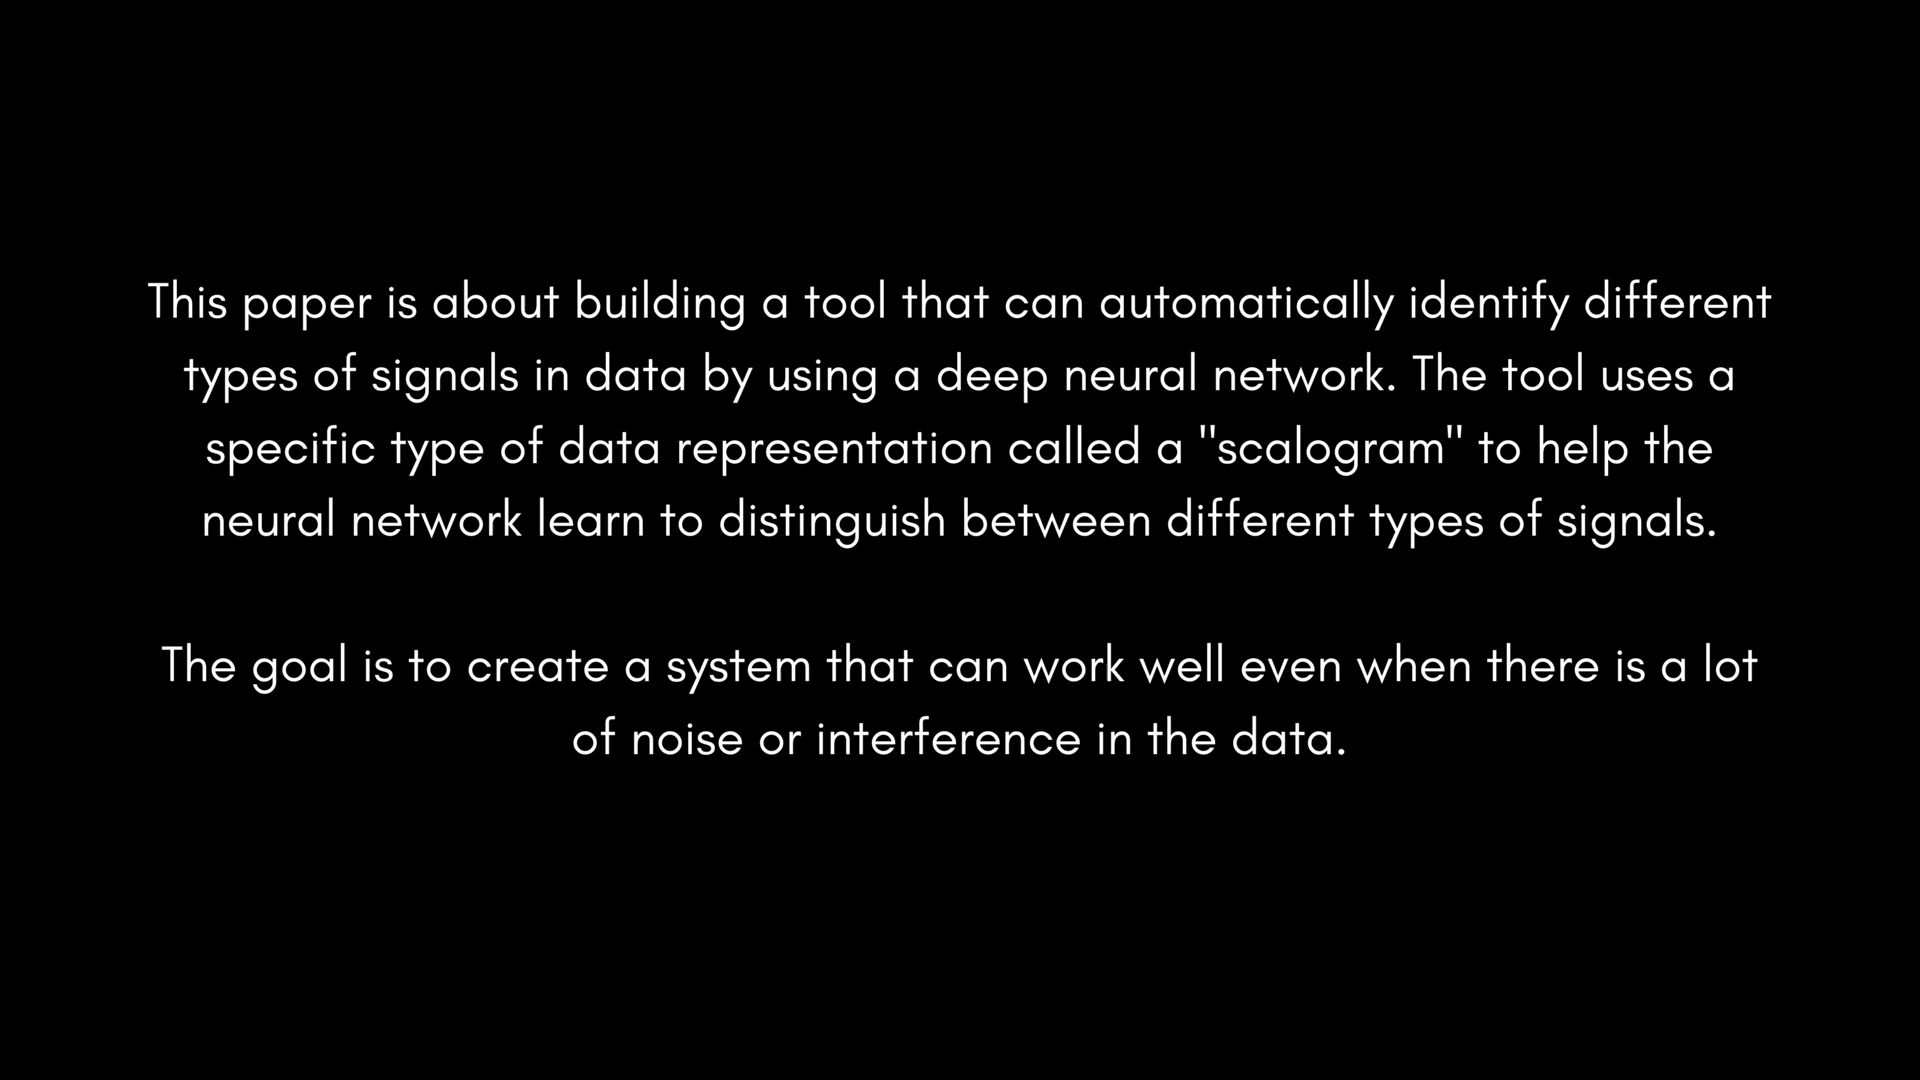 This paper is about building a tool that can automatically identify different
types of signals in data by using a deep neural network. The tool uses a
specific type of data representation called a "scalogram" to help the
neural network learn to distinguish between different types of signals.
The goal is to create a system that can work well even when there is a lot
of noise or interference in the data.